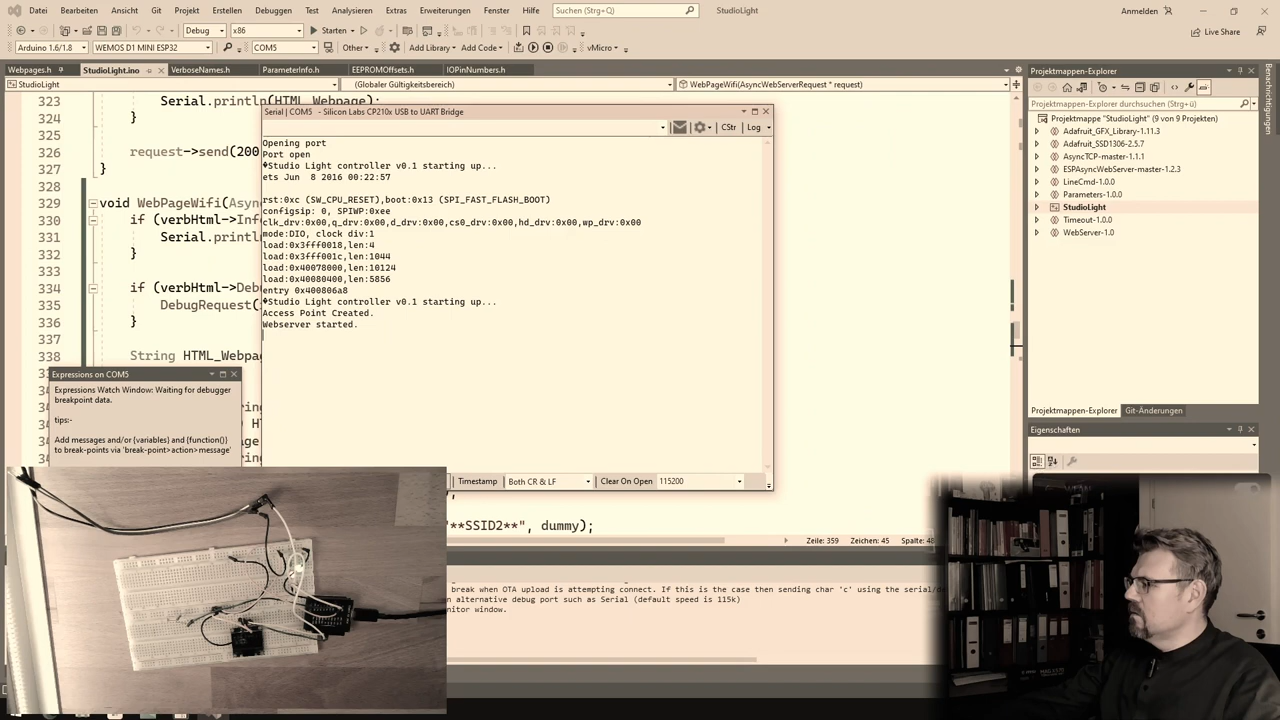 Datei Bearbeiten Ansicht Git Projekt Erstellen Debuggen Test Analysieren Extras Erweiterungen Fenster Hilfe Suchen (Strg+Q) StudioLight Anmelden
Debug x86 Starten Live Share
Arduino 1.6/1.8 WEMOS D1 MINI ESP32 COM5 Other Add Library Add Code vMicro
Webpages.h StudioLight.ino VerboseNames.h ParameterInfo.h EEPROMOffsets.h IOPinNumbers.h
StudioLight (Globaler Gültigkeitsbereich) WebPageWifi(AsyncWebServerRequest * request)
323 Serial.println(HTML_Webpage);
324 }
325
326 request->send(200
327 }
328
329 void WebPageWifi(Asyn
330 if (verbHtml->Inf
331 Serial.printl
332 }
333
334 if (verbHtml->Deb
335 DebugRequest(
336 }
337
338 String HTML_Webpa
"**SSID2**", dummy);
Zeile: 359 Zeichen: 45 Spalte: 48
Serial | COM5 - Silicon Labs CP210x USB to UART Bridge
CStr Log
Opening port
Port open
�Studio Light controller v0.1 starting up...
ets Jun  8 2016 00:22:57
rst:0xc (SW_CPU_RESET),boot:0x13 (SPI_FAST_FLASH_BOOT)
configsip: 0, SPIWP:0xee
clk_drv:0x00,q_drv:0x00,d_drv:0x00,cs0_drv:0x00,hd_drv:0x00,wp_drv:0x00
mode:DIO, clock div:1
load:0x3fff0018,len:4
load:0x3fff001c,len:1044
load:0x40078000,len:10124
load:0x40080400,len:5856
entry 0x400806a8
�Studio Light controller v0.1 starting up...
Access Point Created.
Webserver started.
Timestamp Both CR & LF Clear On Open 115200
Expressions on COM5
Expressions Watch Window: Waiting for debugger
breakpoint data.
tips:-
Add messages and/or {variables} and {function()}
to break-points via 'break-point>action>message'
break when OTA upload is attempting connect. If this is the case then sending char 'c' using the serial/de
n alternative debug port such as Serial (default speed is 115k)
nitor window.
Projektmappen-Explorer
Projektmappen-Explorer durchsuchen (Strg+ü)
Projektmappe "StudioLight" (9 von 9 Projekten)
Adafruit_GFX_Library-1.11.3
Adafruit_SSD1306-2.5.7
AsyncTCP-master-1.1.1
ESPAsyncWebServer-master-1.2.3
LineCmd-1.0.0
Parameters-1.0.0
StudioLight
Timeout-1.0.0
WebServer-1.0
Projektmappen-Explorer Git-Änderungen
Eigenschaften
Benachrichtigungen